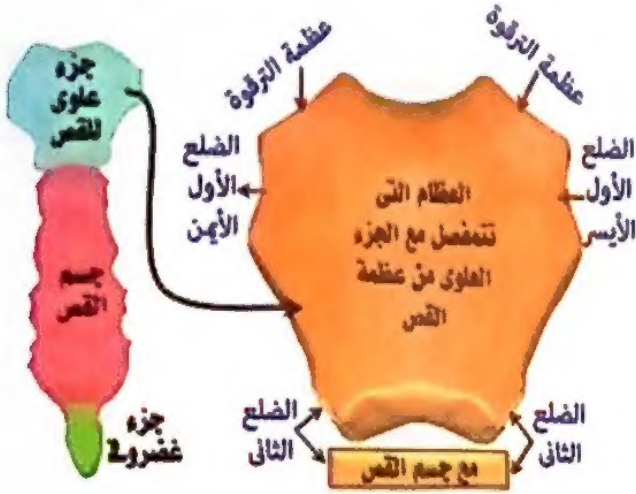 جزء
علوى
للقص
جسم
القص
جزء
غضروفى
عظمة الترقوة
عظمة الترقوة
الضلع
الأول
الأيسر
الضلع
الأول
الأيمن
العظام التى
تتمفصل مع الجزء
العلوى من عظمة
القص
الضلع
الثانى
الضلع
الثانى
مع جسم القص